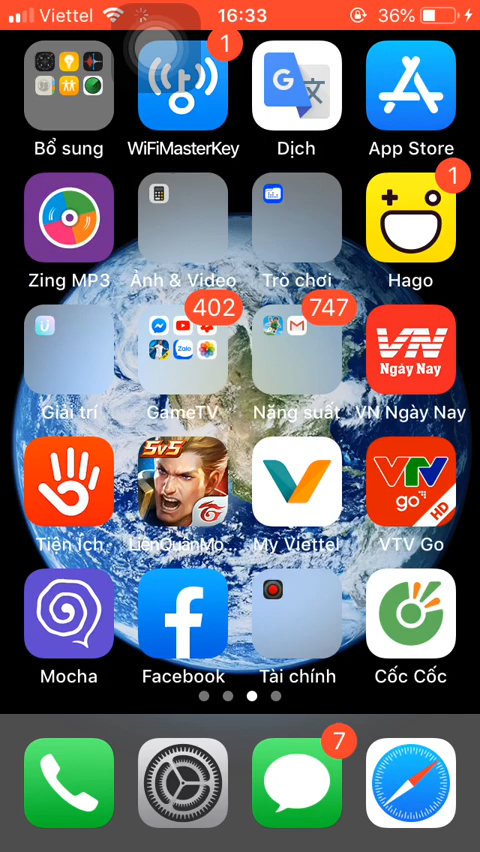 Viettel 16:33 36%
1
Bổ sung WiFiMasterKey Dịch App Store
1
Zing MP3 Ảnh & Video Trò chơi Hago
402 747
Zalo
VN
Ngày Nay
Giải trí GameTV Năng suất VN Ngày Nay
5v5
GARENA
VTV
go
HD
Tiện ích LiênQuânMo... My Viettel VTV Go
Mocha Facebook Tài chính Cốc Cốc
7